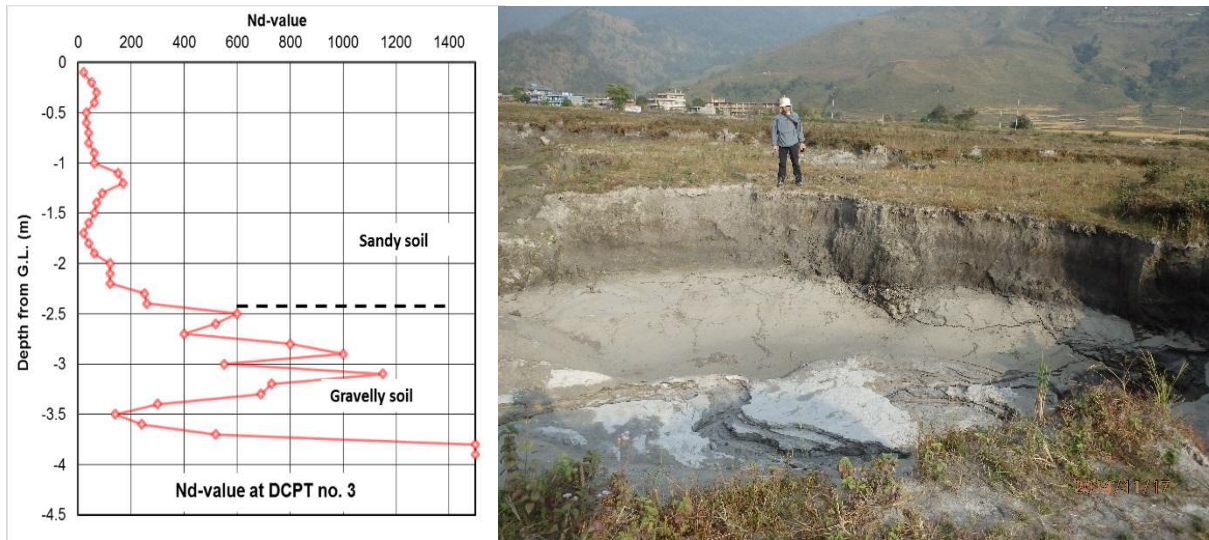 Nd-value
0 200 400 600 800 1000 1200 1400
0
-0.5
-1
-1.5
-2
-2.5
-3
-3.5
-4
-4.5
Depth from G.L. (m)
Sandy soil
Gravelly soil
Nd-value at DCPT no. 3